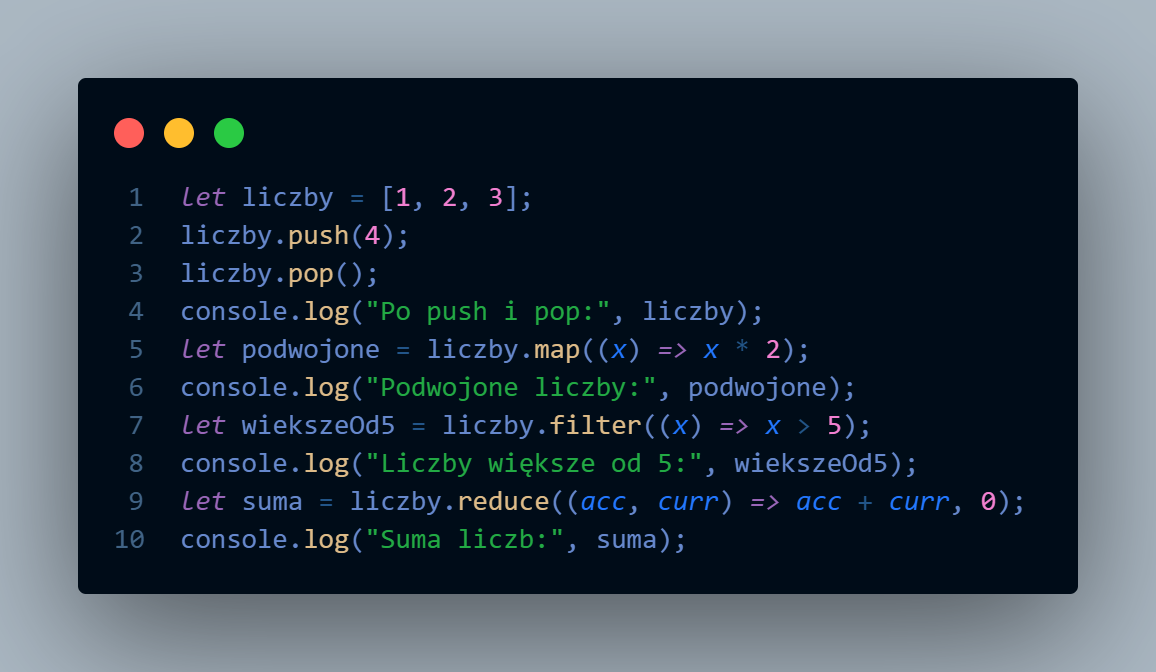 1 let liczby = [1, 2, 3];
2 liczby.push(4);
3 liczby.pop();
4 console.log("Po push i pop:", liczby);
5 let podwojone = liczby.map((x) => x * 2);
6 console.log("Podwojone liczby:", podwojone);
7 let wiekszeOd5 = liczby.filter((x) => x > 5);
8 console.log("Liczby większe od 5:", wiekszeOd5);
9 let suma = liczby.reduce((acc, curr) => acc + curr, 0);
10 console.log("Suma liczb:", suma);